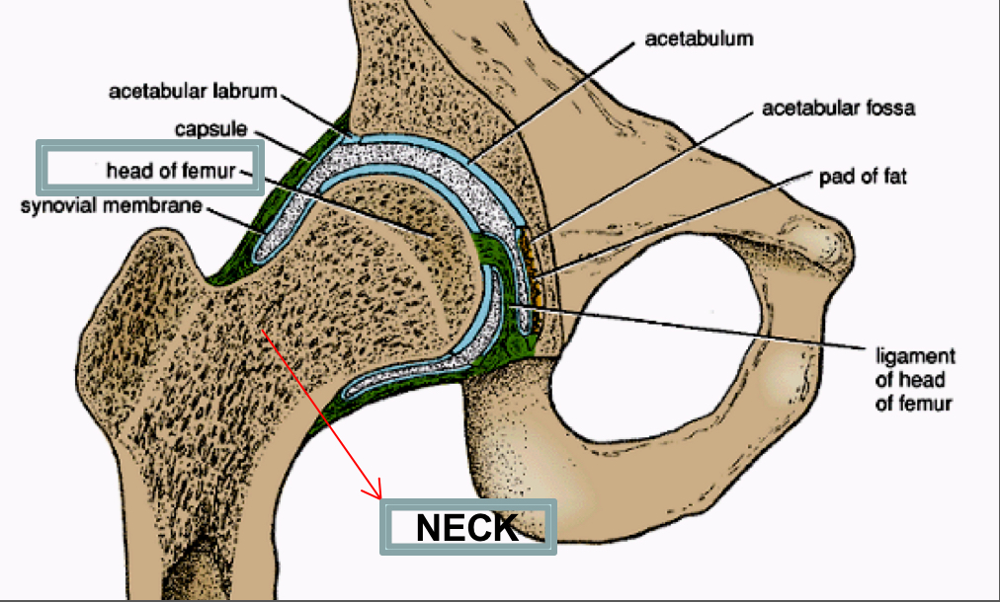 acetabulum
acetabular labrum
acetabular fossa
capsule
head of femur
pad of fat
synovial membrane
ligament
of head
of femur
NECK